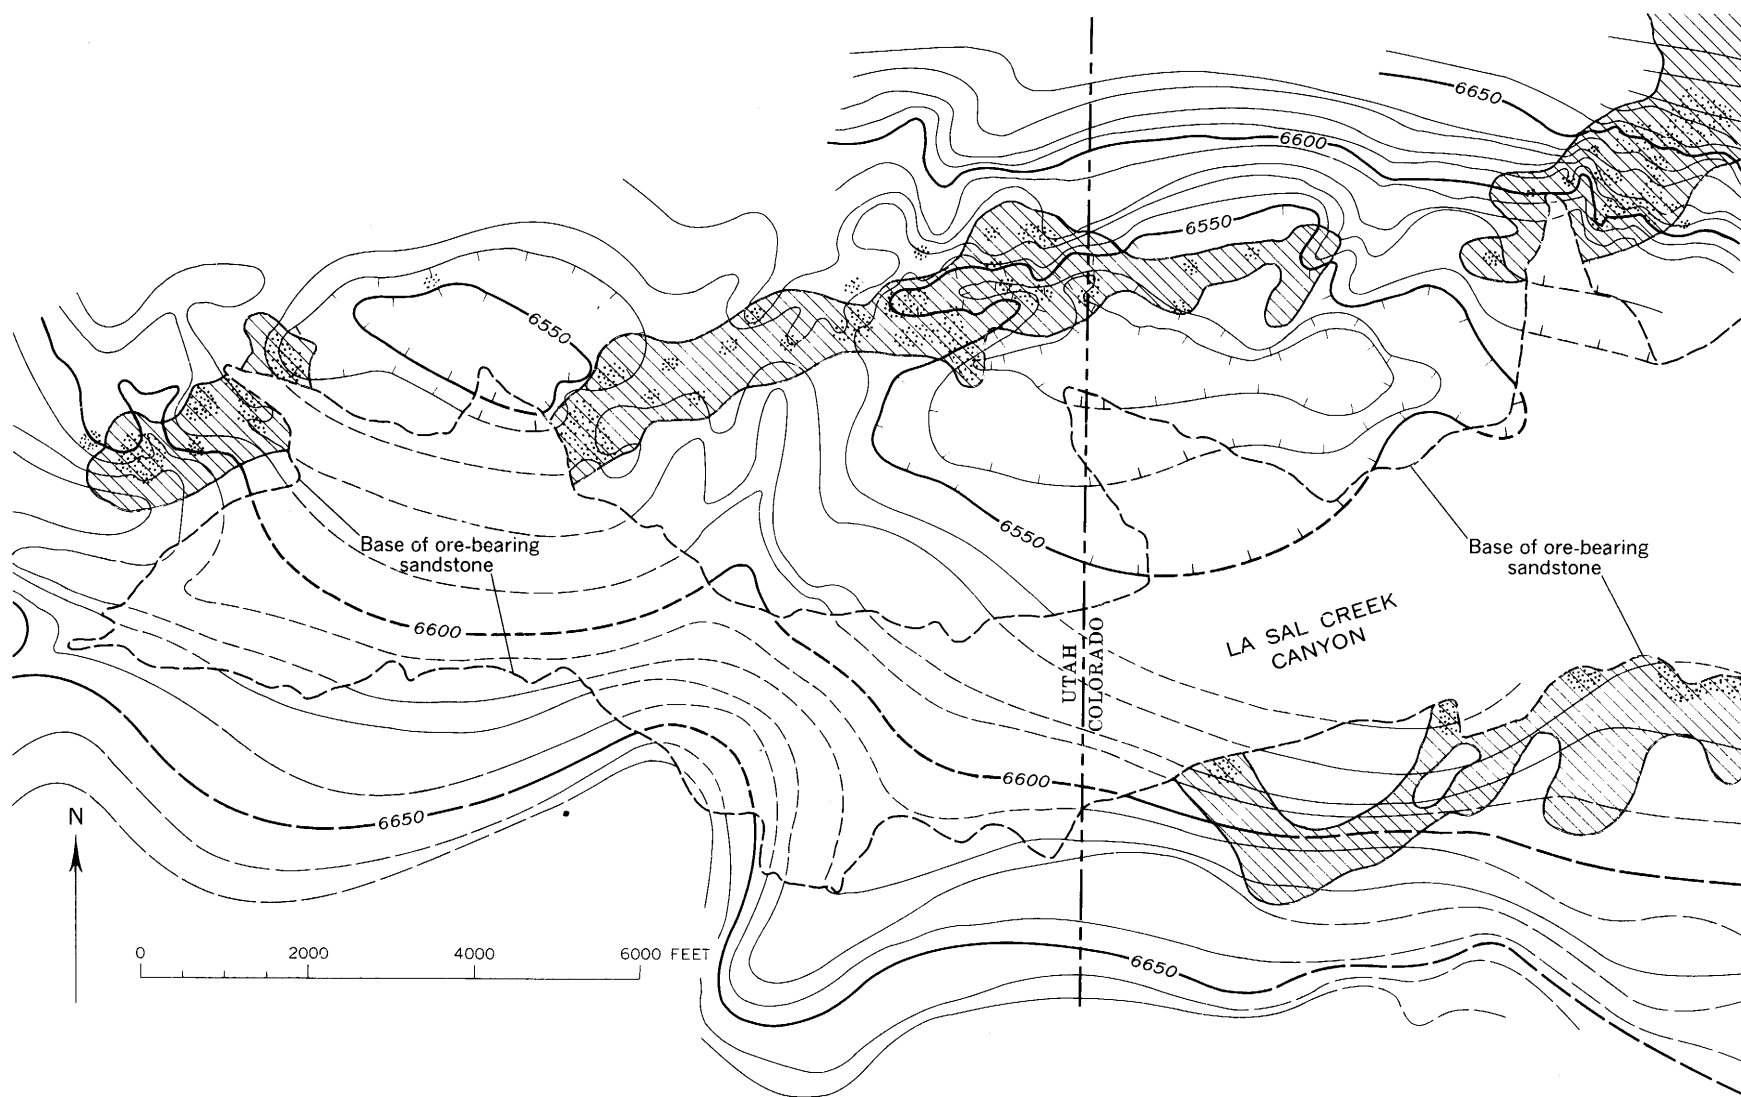 6650
6600
6550
6550
6550
Base of ore-bearing
sandstone
Base of ore-bearing
sandstone
LA SAL CREEK
CANYON
6600
UTAH
COLORADO
6600
6650
N
0 2000 4000 6000 FEET
6650